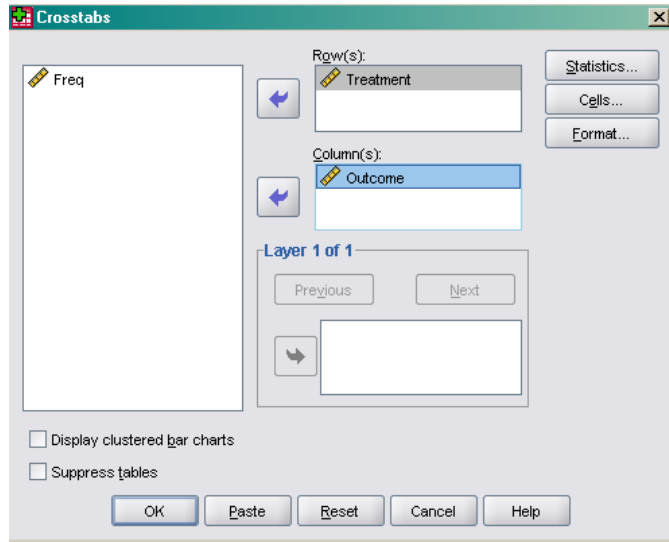 Crosstabs
Freq
Row(s):
Treatment
Column(s):
Outcome
Layer 1 of 1
Previous
Next
Statistics...
Cells...
Format...
Display clustered bar charts
Suppress tables
OK
Paste
Reset
Cancel
Help